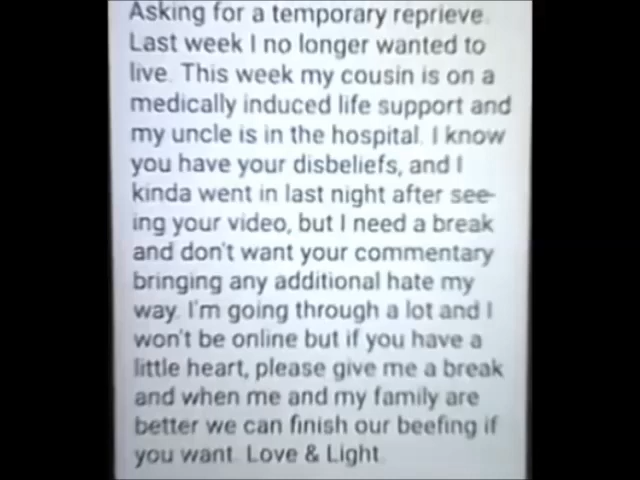 Asking for a temporary reprieve.
Last week I no longer wanted to
live. This week my cousin is on a
medically induced life support and
my uncle is in the hospital. I know
you have your disbeliefs, and I
kinda went in last night after see-
ing your video, but I need a break
and don't want your commentary
bringing any additional hate my
way. I'm going through a lot and I
won't be online but if you have a
little heart, please give me a break
and when me and my family are
better we can finish our beefing if
you want. Love & Light.